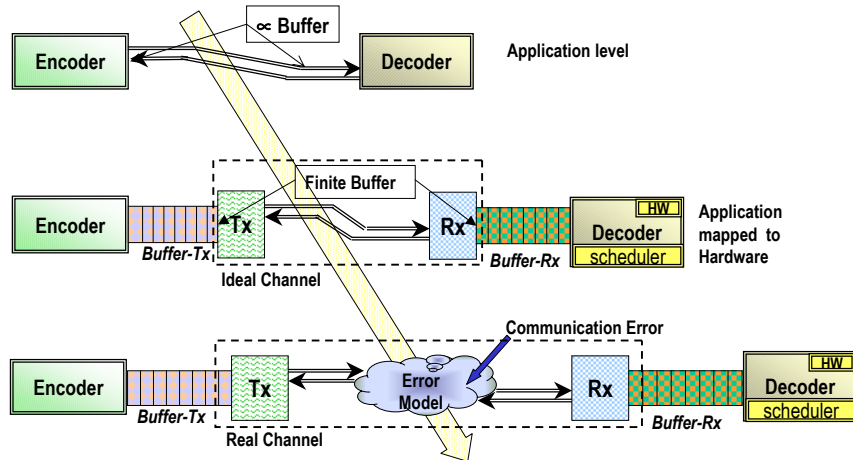 ∝ Buffer
Encoder
Decoder
Application level
Finite Buffer
Encoder
Tx
Rx
HW
Decoder
scheduler
Application
mapped to
Hardware
Buffer-Tx
Buffer-Rx
Ideal Channel
Communication Error
Encoder
Tx
Error
Model
Rx
HW
Decoder
scheduler
Buffer-Tx
Buffer-Rx
Real Channel